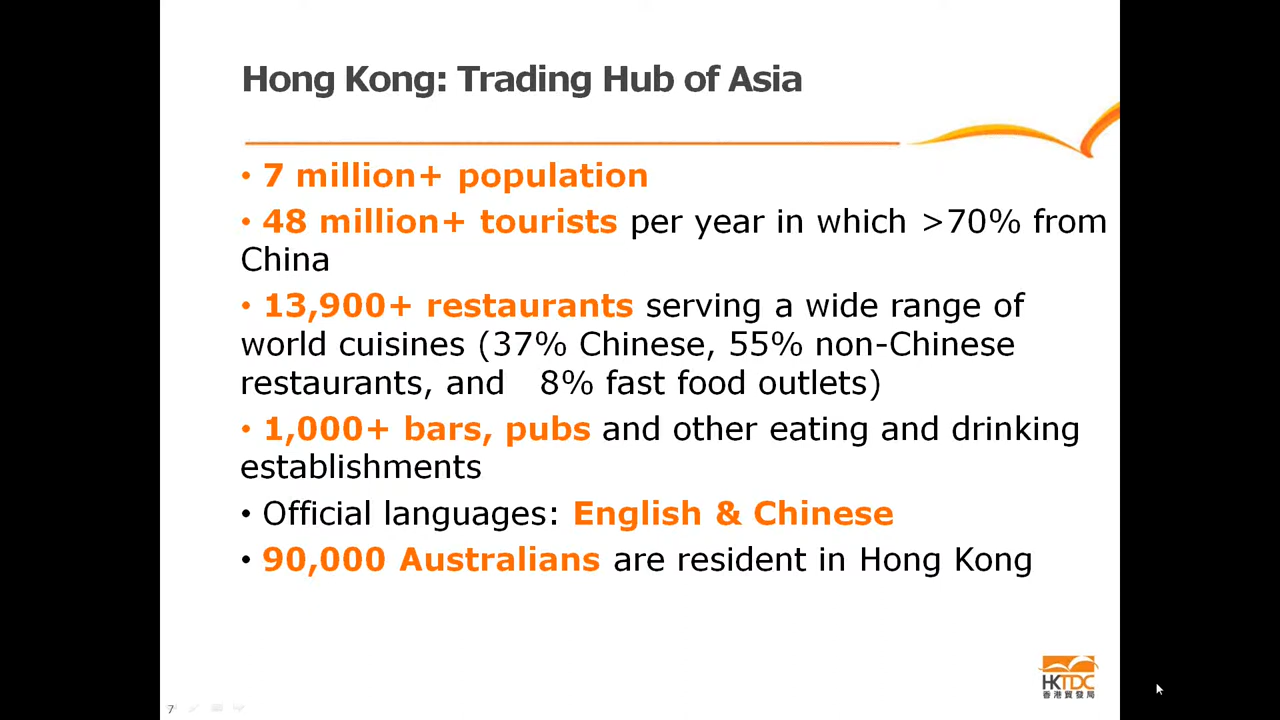 Hong Kong: Trading Hub of Asia
• 7 million+ population
• 48 million+ tourists per year in which >70% from
China
• 13,900+ restaurants serving a wide range of
world cuisines (37% Chinese, 55% non-Chinese
restaurants, and 8% fast food outlets)
• 1,000+ bars, pubs and other eating and drinking
establishments
• Official languages: English & Chinese
• 90,000 Australians are resident in Hong Kong
HKTDC
香港貿發局
7